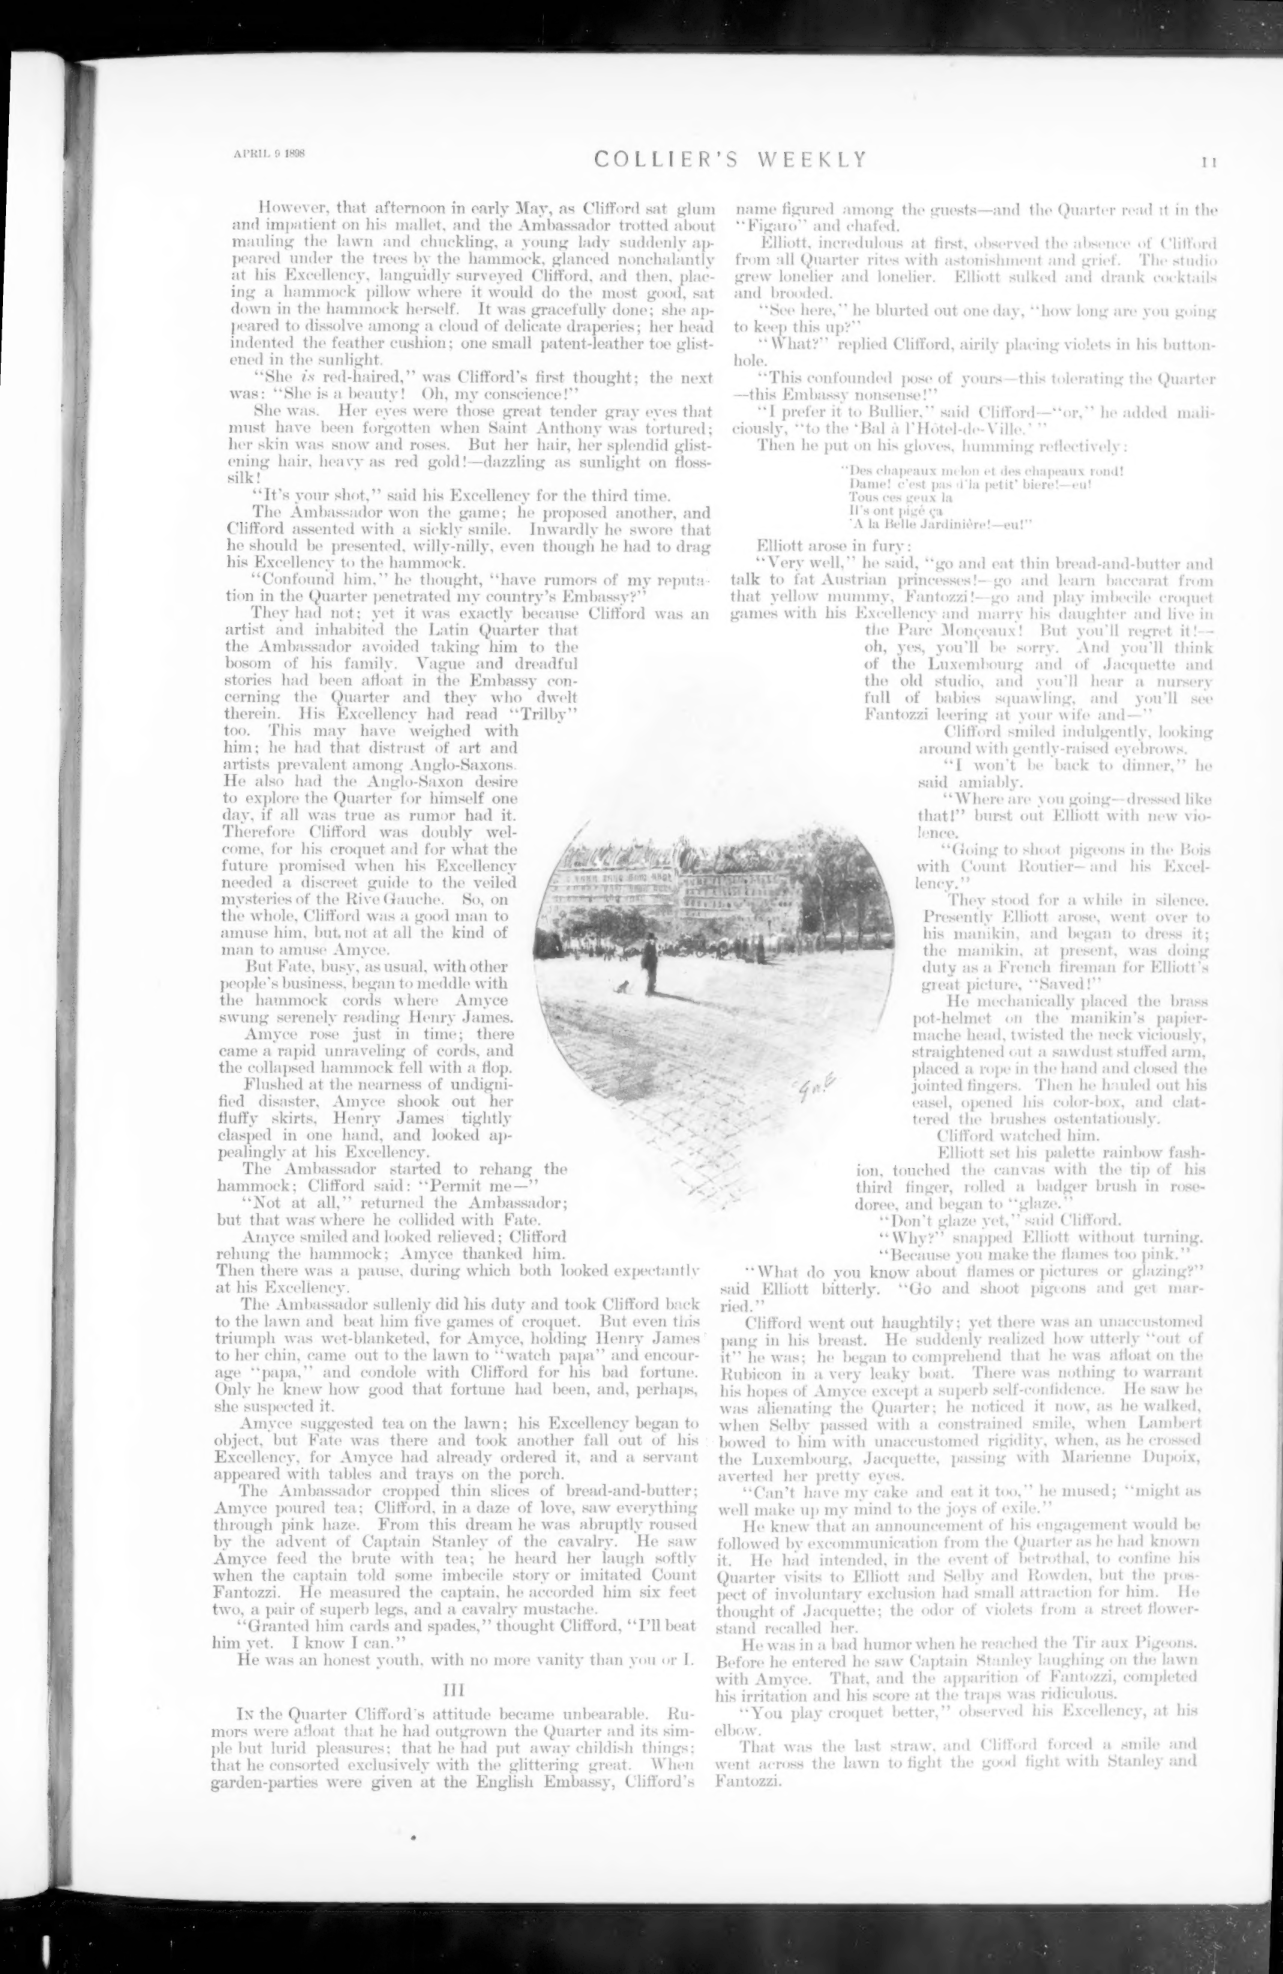 APRIL 9 1898
COLLIER'S WEEKLY
11
However, that afternoon in early May, as Clifford sat glum
and impatient on his mallet, and the Ambassador trotted about
mauling the lawn and chuckling, a young lady suddenly ap-
peared under the trees by the hammock, glanced nonchalantly
at his Excellency, languidly surveyed Clifford, and then, plac-
ing a hammock pillow where it would do the most good, sat
down in the hammock herself. It was gracefully done; she ap-
peared to dissolve among a cloud of delicate draperies; her head
indented the feather cushion; one small patent-leather toe glist-
ened in the sunlight.
"She is red-haired," was Clifford's first thought; the next
was: "She is a beauty! Oh, my conscience!"
She was. Her eyes were those great tender gray eyes that
must have been forgotten when Saint Anthony was tortured;
her skin was snow and roses. But her hair, her splendid glist-
ening hair, heavy as red gold!—dazzling as sunlight on floss-
silk!
"It's your shot," said his Excellency for the third time.
The Ambassador won the game; he proposed another, and
Clifford assented with a sickly smile. Inwardly he swore that
he should be presented, willy-nilly, even though he had to drag
his Excellency to the hammock.
"Confound him," he thought, "have rumors of my reputa-
tion in the Quarter penetrated my country's Embassy?"
They had not; yet it was exactly because Clifford was an
artist and inhabited the Latin Quarter that
the Ambassador avoided taking him to the
bosom of his family. Vague and dreadful
stories had been afloat in the Embassy con-
cerning the Quarter and they who dwelt
therein. His Excellency had read "Trilby"
too. This may have weighed with
him; he had that distrust of art and
artists prevalent among Anglo-Saxons.
He also had the Anglo-Saxon desire
to explore the Quarter for himself one
day, if all was true as rumor had it.
Therefore Clifford was doubly wel-
come, for his croquet and for what the
future promised when his Excellency
needed a discreet guide to the veiled
mysteries of the Rive Gauche. So, on
the whole, Clifford was a good man to
amuse him, but not at all the kind of
man to amuse Amyce.
But Fate, busy, as usual, with other
people's business, began to meddle with
the hammock cords where Amyce
swung serenely reading Henry James.
Amyce rose just in time; there
came a rapid unraveling of cords, and
the collapsed hammock fell with a flop.
Flushed at the nearness of undigni-
fied disaster, Amyce shook out her
fluffy skirts, Henry James tightly
clasped in one hand, and looked ap-
pealingly at his Excellency.
The Ambassador started to rehang the
hammock; Clifford said: "Permit me—"
"Not at all," returned the Ambassador;
but that was where he collided with Fate.
Amyce smiled and looked relieved; Clifford
rehung the hammock; Amyce thanked him.
Then there was a pause, during which both looked expectantly
at his Excellency.
The Ambassador sullenly did his duty and took Clifford back
to the lawn and beat him five games of croquet. But even this
triumph was wet-blanketed, for Amyce, holding Henry James
to her chin, came out to the lawn to "watch papa" and encour-
age "papa," and condole with Clifford for his bad fortune.
Only he knew how good that fortune had been, and, perhaps,
she suspected it.
Amyce suggested tea on the lawn; his Excellency began to
object, but Fate was there and took another fall out of his
Excellency, for Amyce had already ordered it, and a servant
appeared with tables and trays on the porch.
The Ambassador cropped thin slices of bread-and-butter;
Amyce poured tea; Clifford, in a daze of love, saw everything
through pink haze. From this dream he was abruptly roused
by the advent of Captain Stanley of the cavalry. He saw
Amyce feed the brute with tea; he heard her laugh softly
when the captain told some imbecile story or imitated Count
Fantozzi. He measured the captain, he accorded him six feet
two, a pair of superb legs, and a cavalry mustache.
"Granted him cards and spades," thought Clifford, "I'll beat
him yet. I know I can."
He was an honest youth, with no more vanity than you or I.
III
IN the Quarter Clifford's attitude became unbearable. Ru-
mors were afloat that he had outgrown the Quarter and its sim-
ple but lurid pleasures; that he had put away childish things;
that he consorted exclusively with the glittering great. When
garden-parties were given at the English Embassy, Clifford's
name figured among the guests—and the Quarter read it in the
"Figaro" and chafed.
Elliott, incredulous at first, observed the absence of Clifford
from all Quarter rites with astonishment and grief. The studio
grew lonelier and lonelier. Elliott sulked and drank cocktails
and brooded.
"See here," he blurted out one day, "how long are you going
to keep this up?"
"What?" replied Clifford, airily placing violets in his button-
hole.
"This confounded pose of yours—this tolerating the Quarter
—this Embassy nonsense!"
"I prefer it to Bullier," said Clifford—"or," he added mali-
ciously, "to the 'Bal à l'Hôtel-de-Ville.' "
Then he put on his gloves, humming reflectively:
"Des chapeaux melon et des chapeaux rond!
Dame! c'est pas d'la petit' biere!—eu!
Tous ces geux la
Il's ont pigé ça
'A la Belle Jardinière!—eu!"
Elliott arose in fury:
"Very well," he said, "go and eat thin bread-and-butter and
talk to fat Austrian princesses!—go and learn baccarat from
that yellow mummy, Fantozzi!—go and play imbecile croquet
games with his Excellency and marry his daughter and live in
the Parc Monçeaux! But you'll regret it!—
oh, yes, you'll be sorry. And you'll think
of the Luxembourg and of Jacquette and
the old studio, and you'll hear a nursery
full of babies squawling, and you'll see
Fantozzi leering at your wife and—"
Clifford smiled indulgently, looking
around with gently-raised eyebrows.
"I won't be back to dinner," he
said amiably.
"Where are you going—dressed like
that!" burst out Elliott with new vio-
lence.
"Going to shoot pigeons in the Bois
with Count Routier—and his Excel-
lency."
They stood for a while in silence.
Presently Elliott arose, went over to
his manikin, and began to dress it;
the manikin, at present, was doing
duty as a French fireman for Elliott's
great picture, "Saved!"
He mechanically placed the brass
pot-helmet on the manikin's papier-
mache head, twisted the neck viciously,
straightened out a sawdust stuffed arm,
placed a rope in the hand and closed the
jointed fingers. Then he hauled out his
easel, opened his color-box, and clat-
tered the brushes ostentatiously.
Clifford watched him.
Elliott set his palette rainbow fash-
ion, touched the canvas with the tip of his
third finger, rolled a badger brush in rose-
doree, and began to "glaze."
"Don't glaze yet," said Clifford.
"Why?" snapped Elliott without turning.
"Because you make the flames too pink."
"What do you know about flames or pictures or glazing?"
said Elliott bitterly. "Go and shoot pigeons and get mar-
ried."
Clifford went out haughtily; yet there was an unaccustomed
pang in his breast. He suddenly realized how utterly "out of
it" he was; he began to comprehend that he was afloat on the
Rubicon in a very leaky boat. There was nothing to warrant
his hopes of Amyce except a superb self-confidence. He saw he
was alienating the Quarter; he noticed it now, as he walked,
when Selby passed with a constrained smile, when Lambert
bowed to him with unaccustomed rigidity, when, as he crossed
the Luxembourg, Jacquette, passing with Marienne Dupoix,
averted her pretty eyes.
"Can't have my cake and eat it too," he mused; "might as
well make up my mind to the joys of exile."
He knew that an announcement of his engagement would be
followed by excommunication from the Quarter as he had known
it. He had intended, in the event of betrothal, to confine his
Quarter visits to Elliott and Selby and Rowden, but the pros-
pect of involuntary exclusion had small attraction for him. He
thought of Jacquette; the odor of violets from a street flower-
stand recalled her.
He was in a bad humor when he reached the Tir aux Pigeons.
Before he entered he saw Captain Stanley laughing on the lawn
with Amyce. That, and the apparition of Fantozzi, completed
his irritation and his score at the traps was ridiculous.
"You play croquet better," observed his Excellency, at his
elbow.
That was the last straw, and Clifford forced a smile and
went across the lawn to fight the good fight with Stanley and
Fantozzi.